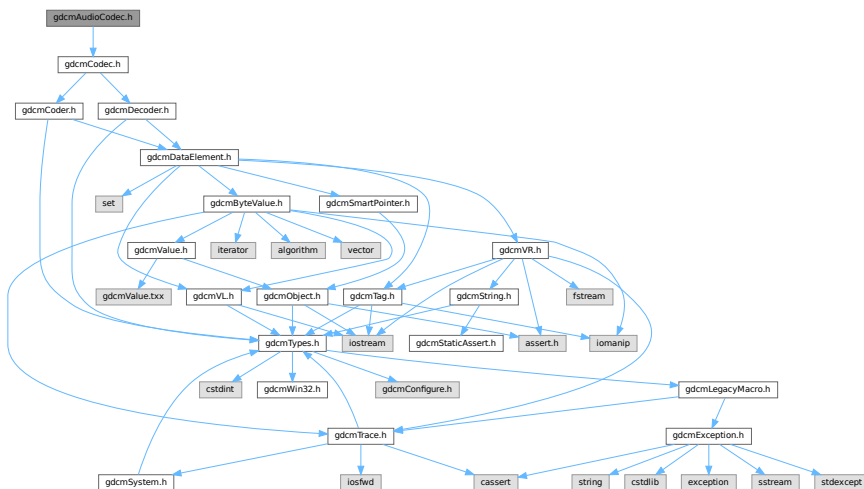 gdcmAudioCodec.h
gdcmCodec.h
gdcmCoder.h
gdcmDecoder.h
gdcmDataElement.h
set
gdcmByteValue.h
gdcmSmartPointer.h
gdcmValue.h
iterator
algorithm
vector
gdcmVR.h
gdcmValue.txx
gdcmVL.h
gdcmObject.h
gdcmTag.h
gdcmString.h
fstream
gdcmTypes.h
iostream
gdcmStaticAssert.h
assert.h
iomanip
cstdint
gdcmWin32.h
gdcmConfigure.h
gdcmLegacyMacro.h
gdcmTrace.h
gdcmException.h
gdcmSystem.h
iosfwd
cassert
string
cstdlib
exception
sstream
stdexcept